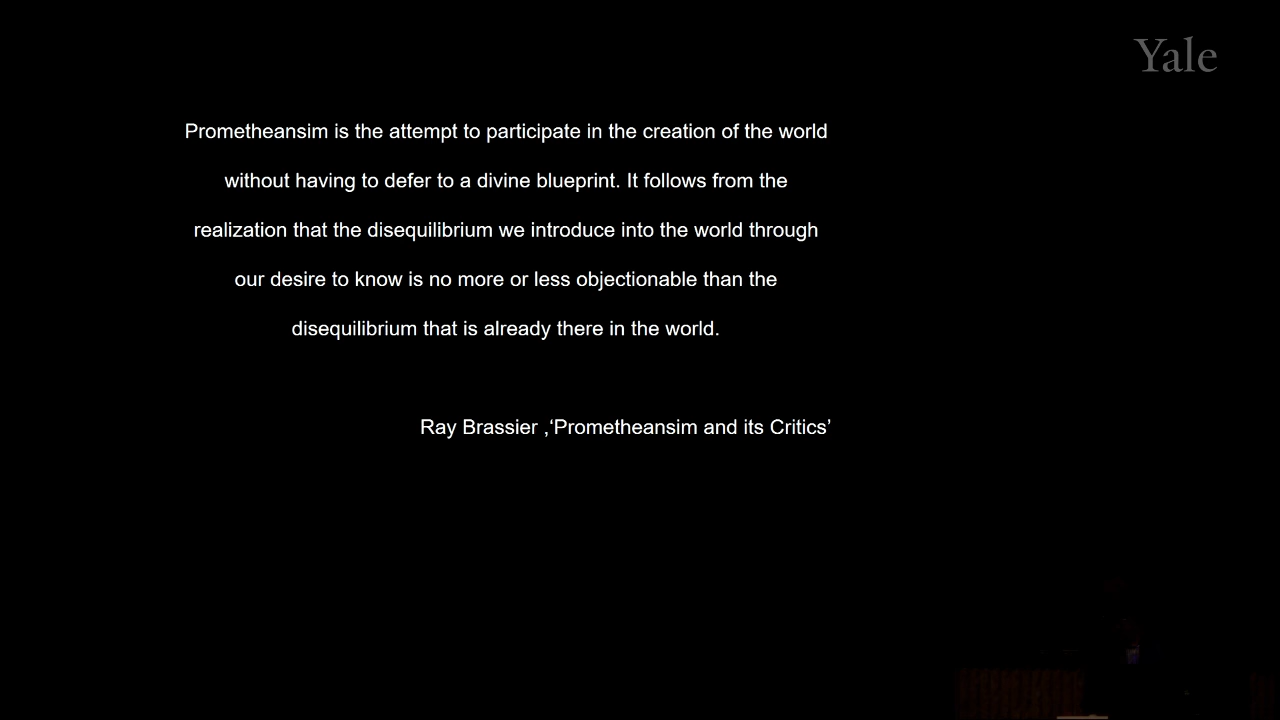 Yale
Prometheansim is the attempt to participate in the creation of the world
without having to defer to a divine blueprint. It follows from the
realization that the disequilibrium we introduce into the world through
our desire to know is no more or less objectionable than the
disequilibrium that is already there in the world.
Ray Brassier ,‘Prometheansim and its Critics’